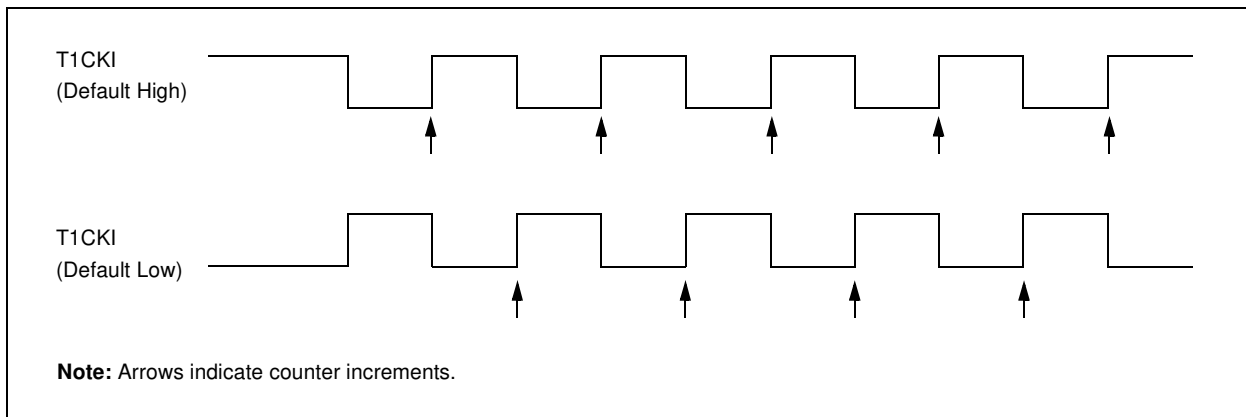 T1CKI
(Default High)
T1CKI
(Default Low)
Note: Arrows indicate counter increments.